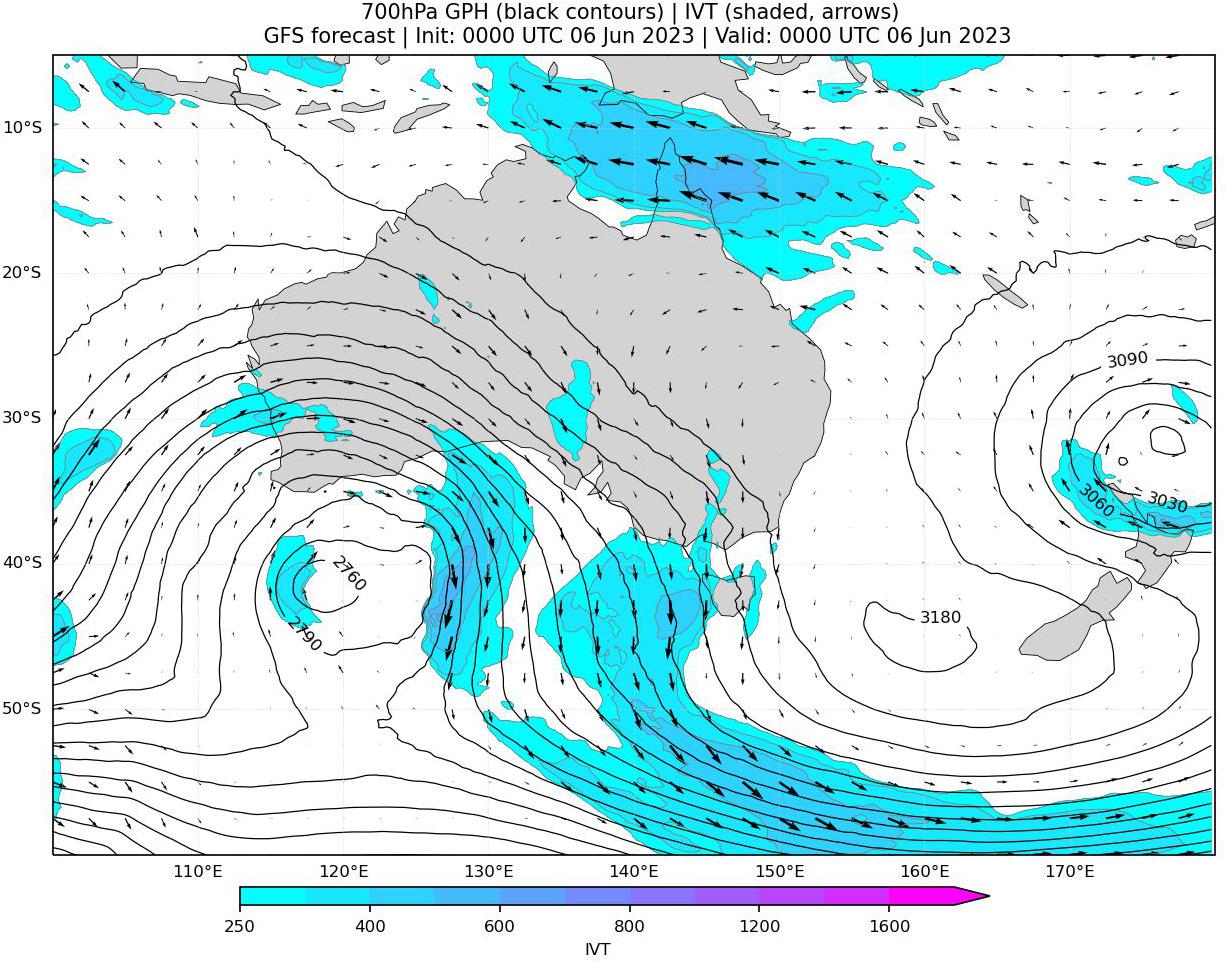 700hPa GPH (black contours) | IVT (shaded, arrows)
GFS forecast | Init: 0000 UTC 06 Jun 2023 | Valid: 0000 UTC 06 Jun 2023
10°S
20°S
3090
30°S
3060
3030
40°S
2760
2790
3180
50°S
110°E 120°E 130°E 140°E 150°E 160°E 170°E
250 400 600 800 1200 1600
IVT